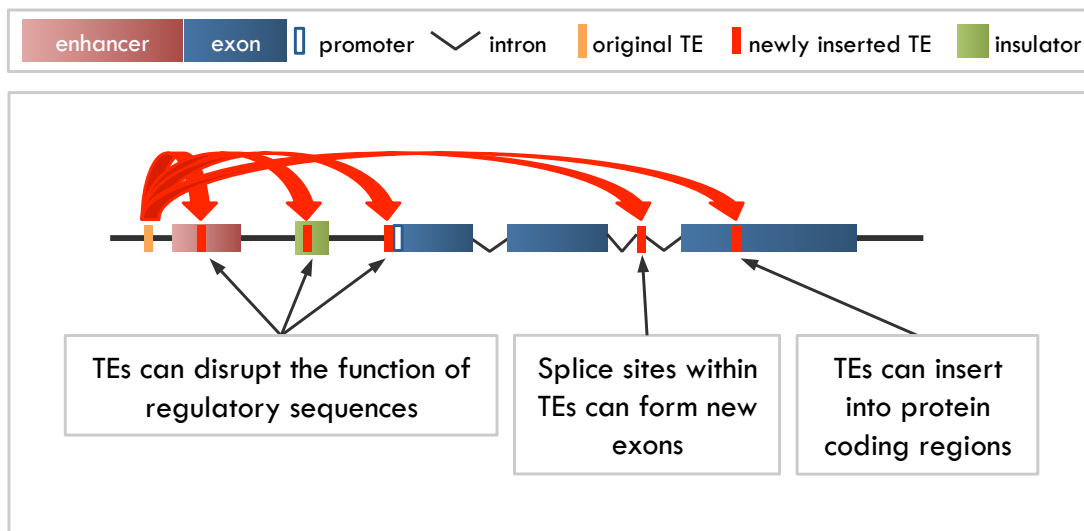 enhancer exon promoter intron original TE newly inserted TE insulator
TEs can disrupt the function of
regulatory sequences
Splice sites within
TEs can form new
exons
TEs can insert
into protein
coding regions